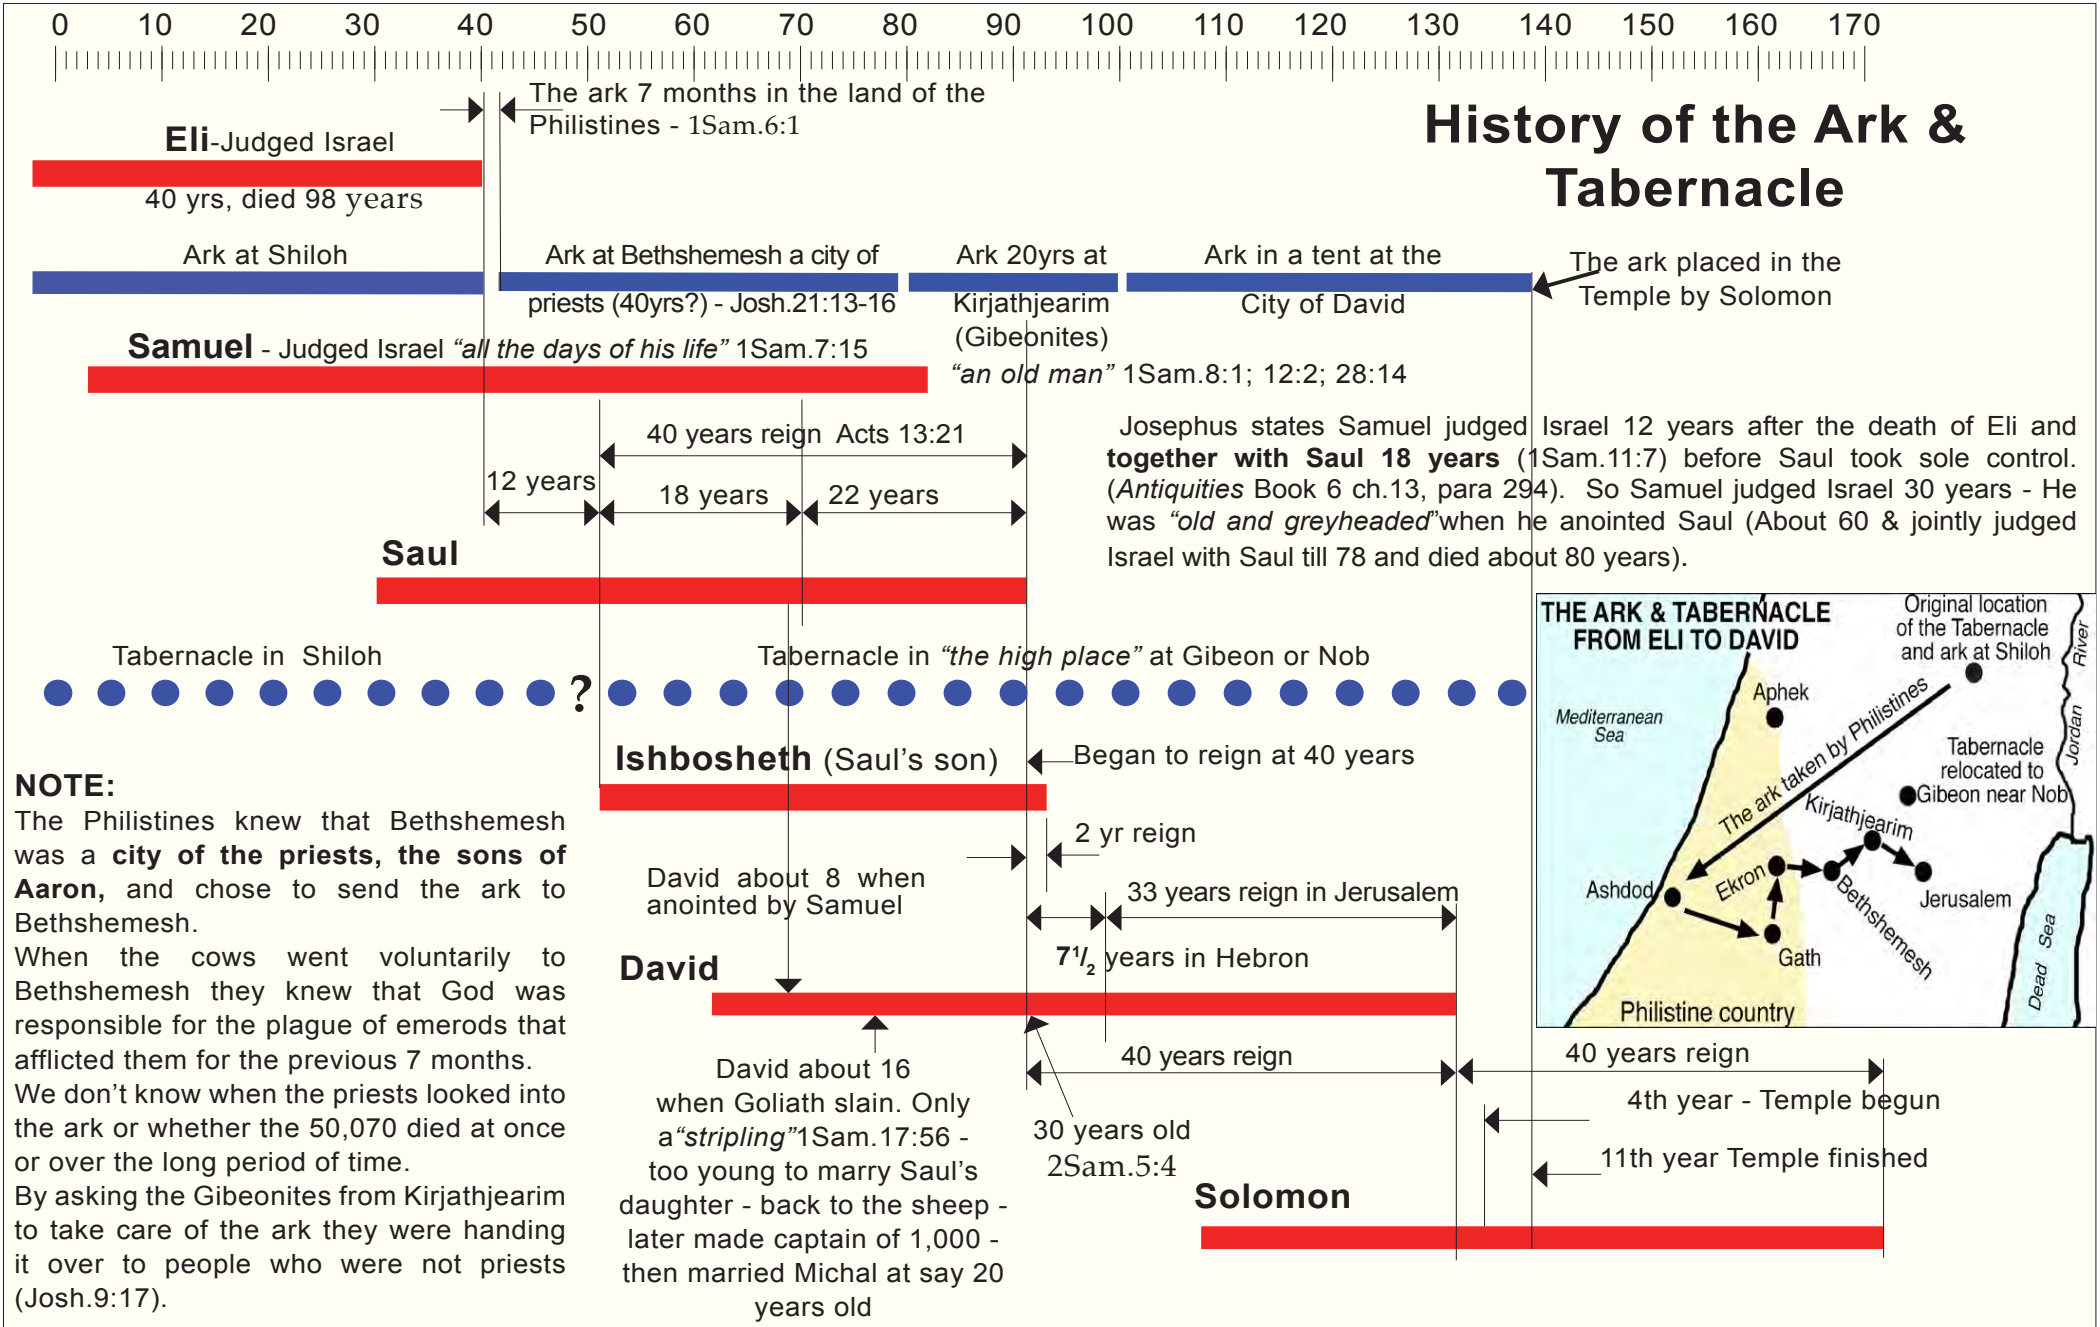 0 10 20 30 40 50 60 70 80 90 100 110 120 130 140 150 160 170
The ark 7 months in the land of the
Philistines - 1Sam.6:1
History of the Ark &
Tabernacle
Eli-Judged Israel
40 yrs, died 98 years
Ark at Shiloh
Ark at Bethshemesh a city of
priests (40yrs?) - Josh.21:13-16
Ark 20yrs at
Kirjathjearim
(Gibeonites)
Ark in a tent at the
City of David
The ark placed in the
Temple by Solomon
Samuel - Judged Israel “all the days of his life” 1Sam.7:15
“an old man” 1Sam.8:1; 12:2; 28:14
40 years reign Acts 13:21
12 years
18 years
22 years
Josephus states Samuel judged Israel 12 years after the death of Eli and
together with Saul 18 years (1Sam.11:7) before Saul took sole control.
(Antiquities Book 6 ch.13, para 294). So Samuel judged Israel 30 years - He
was “old and greyheaded”when he anointed Saul (About 60 & jointly judged
Israel with Saul till 78 and died about 80 years).
Saul
Tabernacle in Shiloh
?
Tabernacle in “the high place” at Gibeon or Nob
THE ARK & TABERNACLE
FROM ELI TO DAVID
Original location
of the Tabernacle
and ark at Shiloh
River
Jordan
Aphek
Mediterranean
Sea
The ark taken by Philistines
Tabernacle
relocated to
Gibeon near Nob
Kirjathjearim
Ashdod
Ekron
Bethshemesh
Jerusalem
Gath
Dead Sea
Philistine country
Ishbosheth (Saul’s son)
Began to reign at 40 years
2 yr reign
NOTE:
The Philistines knew that Bethshemesh
was a city of the priests, the sons of
Aaron, and chose to send the ark to
Bethshemesh.
When the cows went voluntarily to
Bethshemesh they knew that God was
responsible for the plague of emerods that
afflicted them for the previous 7 months.
We don’t know when the priests looked into
the ark or whether the 50,070 died at once
or over the long period of time.
By asking the Gibeonites from Kirjathjearim
to take care of the ark they were handing
it over to people who were not priests
(Josh.9:17).
David about 8 when
anointed by Samuel
33 years reign in Jerusalem
7 1/2 years in Hebron
David
David about 16
when Goliath slain. Only
a“stripling”1Sam.17:56 -
too young to marry Saul’s
daughter - back to the sheep -
later made captain of 1,000 -
then married Michal at say 20
years old
40 years reign
30 years old
2Sam.5:4
40 years reign
4th year - Temple begun
11th year Temple finished
Solomon